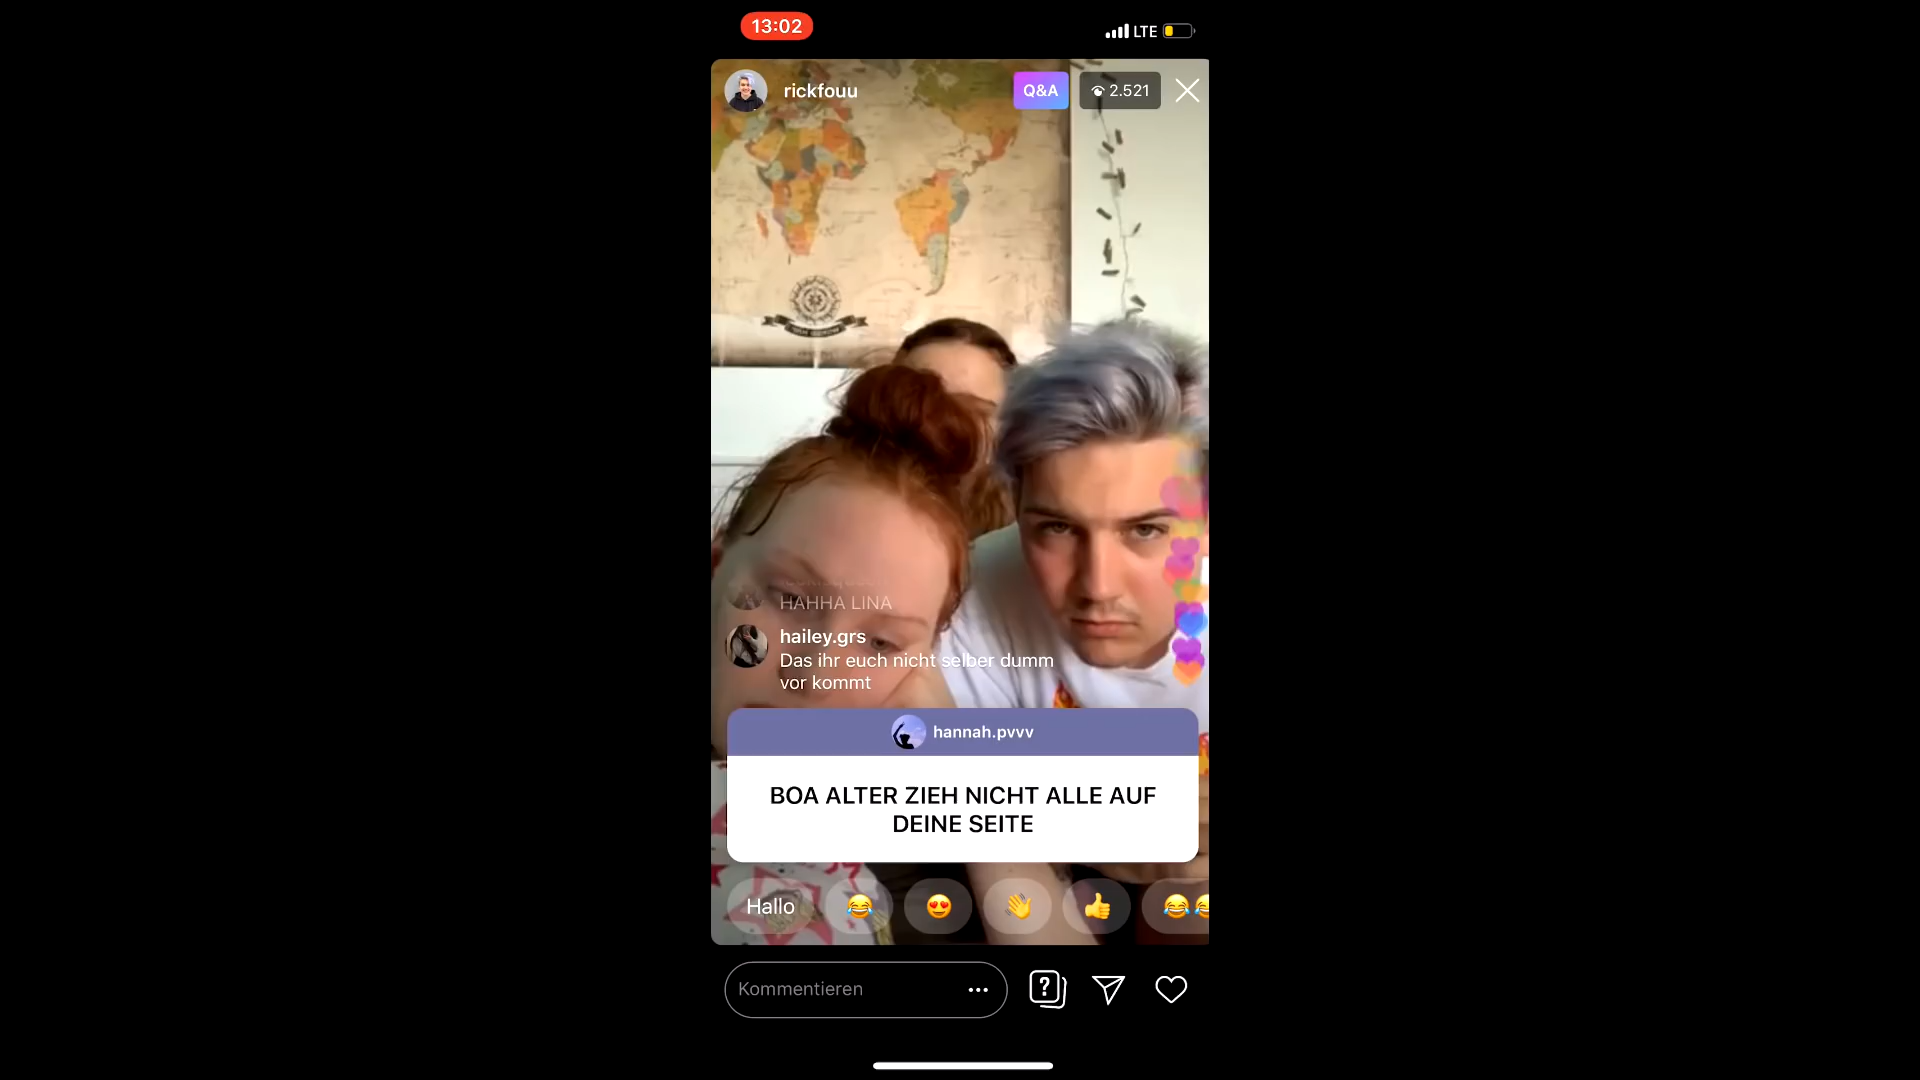 13:02
LTE
rickfouu
Q&A
2.521
HAHHA LINA
hailey.grs
Das ihr euch nicht selber dumm
vor kommt
hannah.pvvv
BOA ALTER ZIEH NICHT ALLE AUF
DEINE SEITE
Hallo
Kommentieren